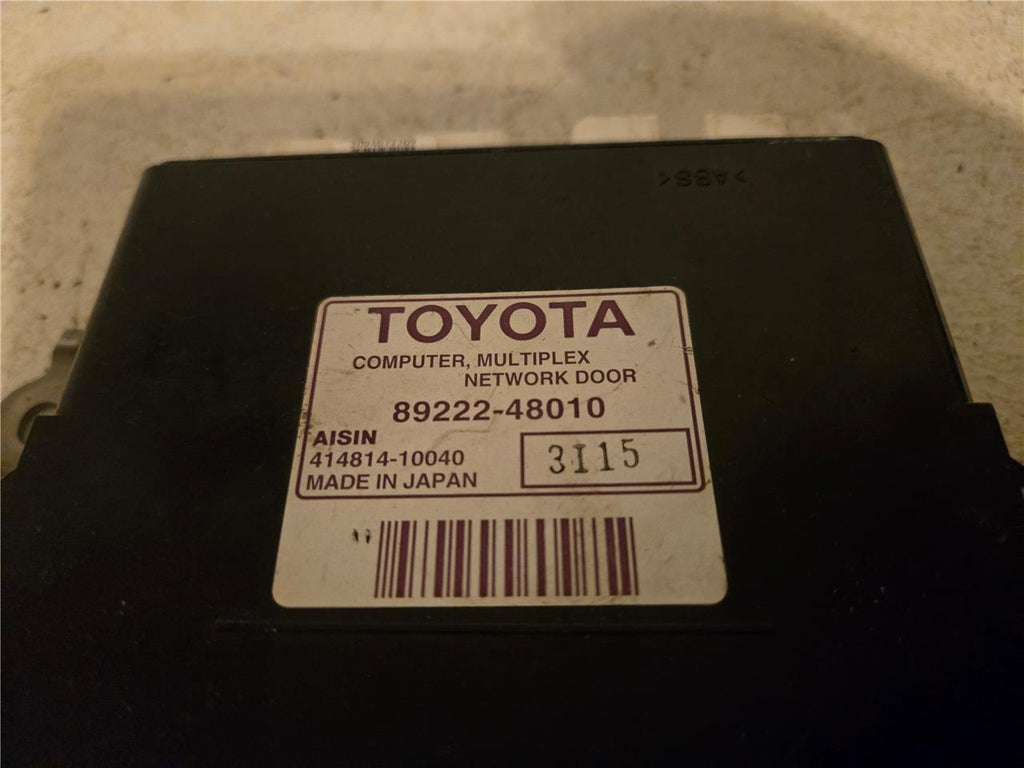 >ABS<
TOYOTA
COMPUTER, MULTIPLEX
NETWORK DOOR
89222-48010
AISIN
414814-10040
MADE IN JAPAN
3I15